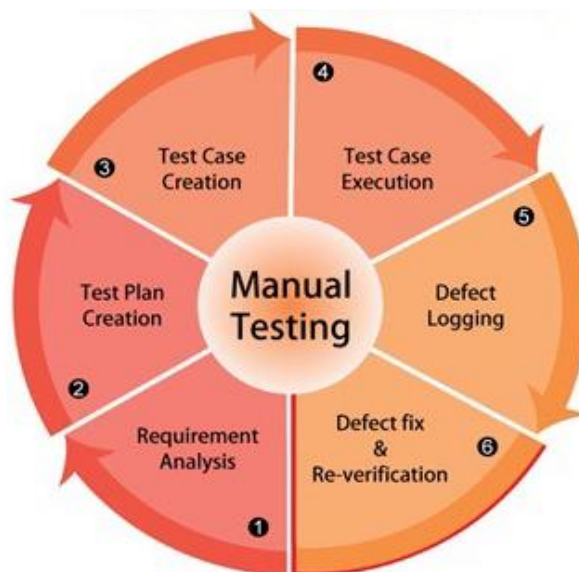 Manual
Testing
1
Requirement
Analysis
2
Test Plan
Creation
3
Test Case
Creation
4
Test Case
Execution
5
Defect
Logging
6
Defect fix
&
Re-verification